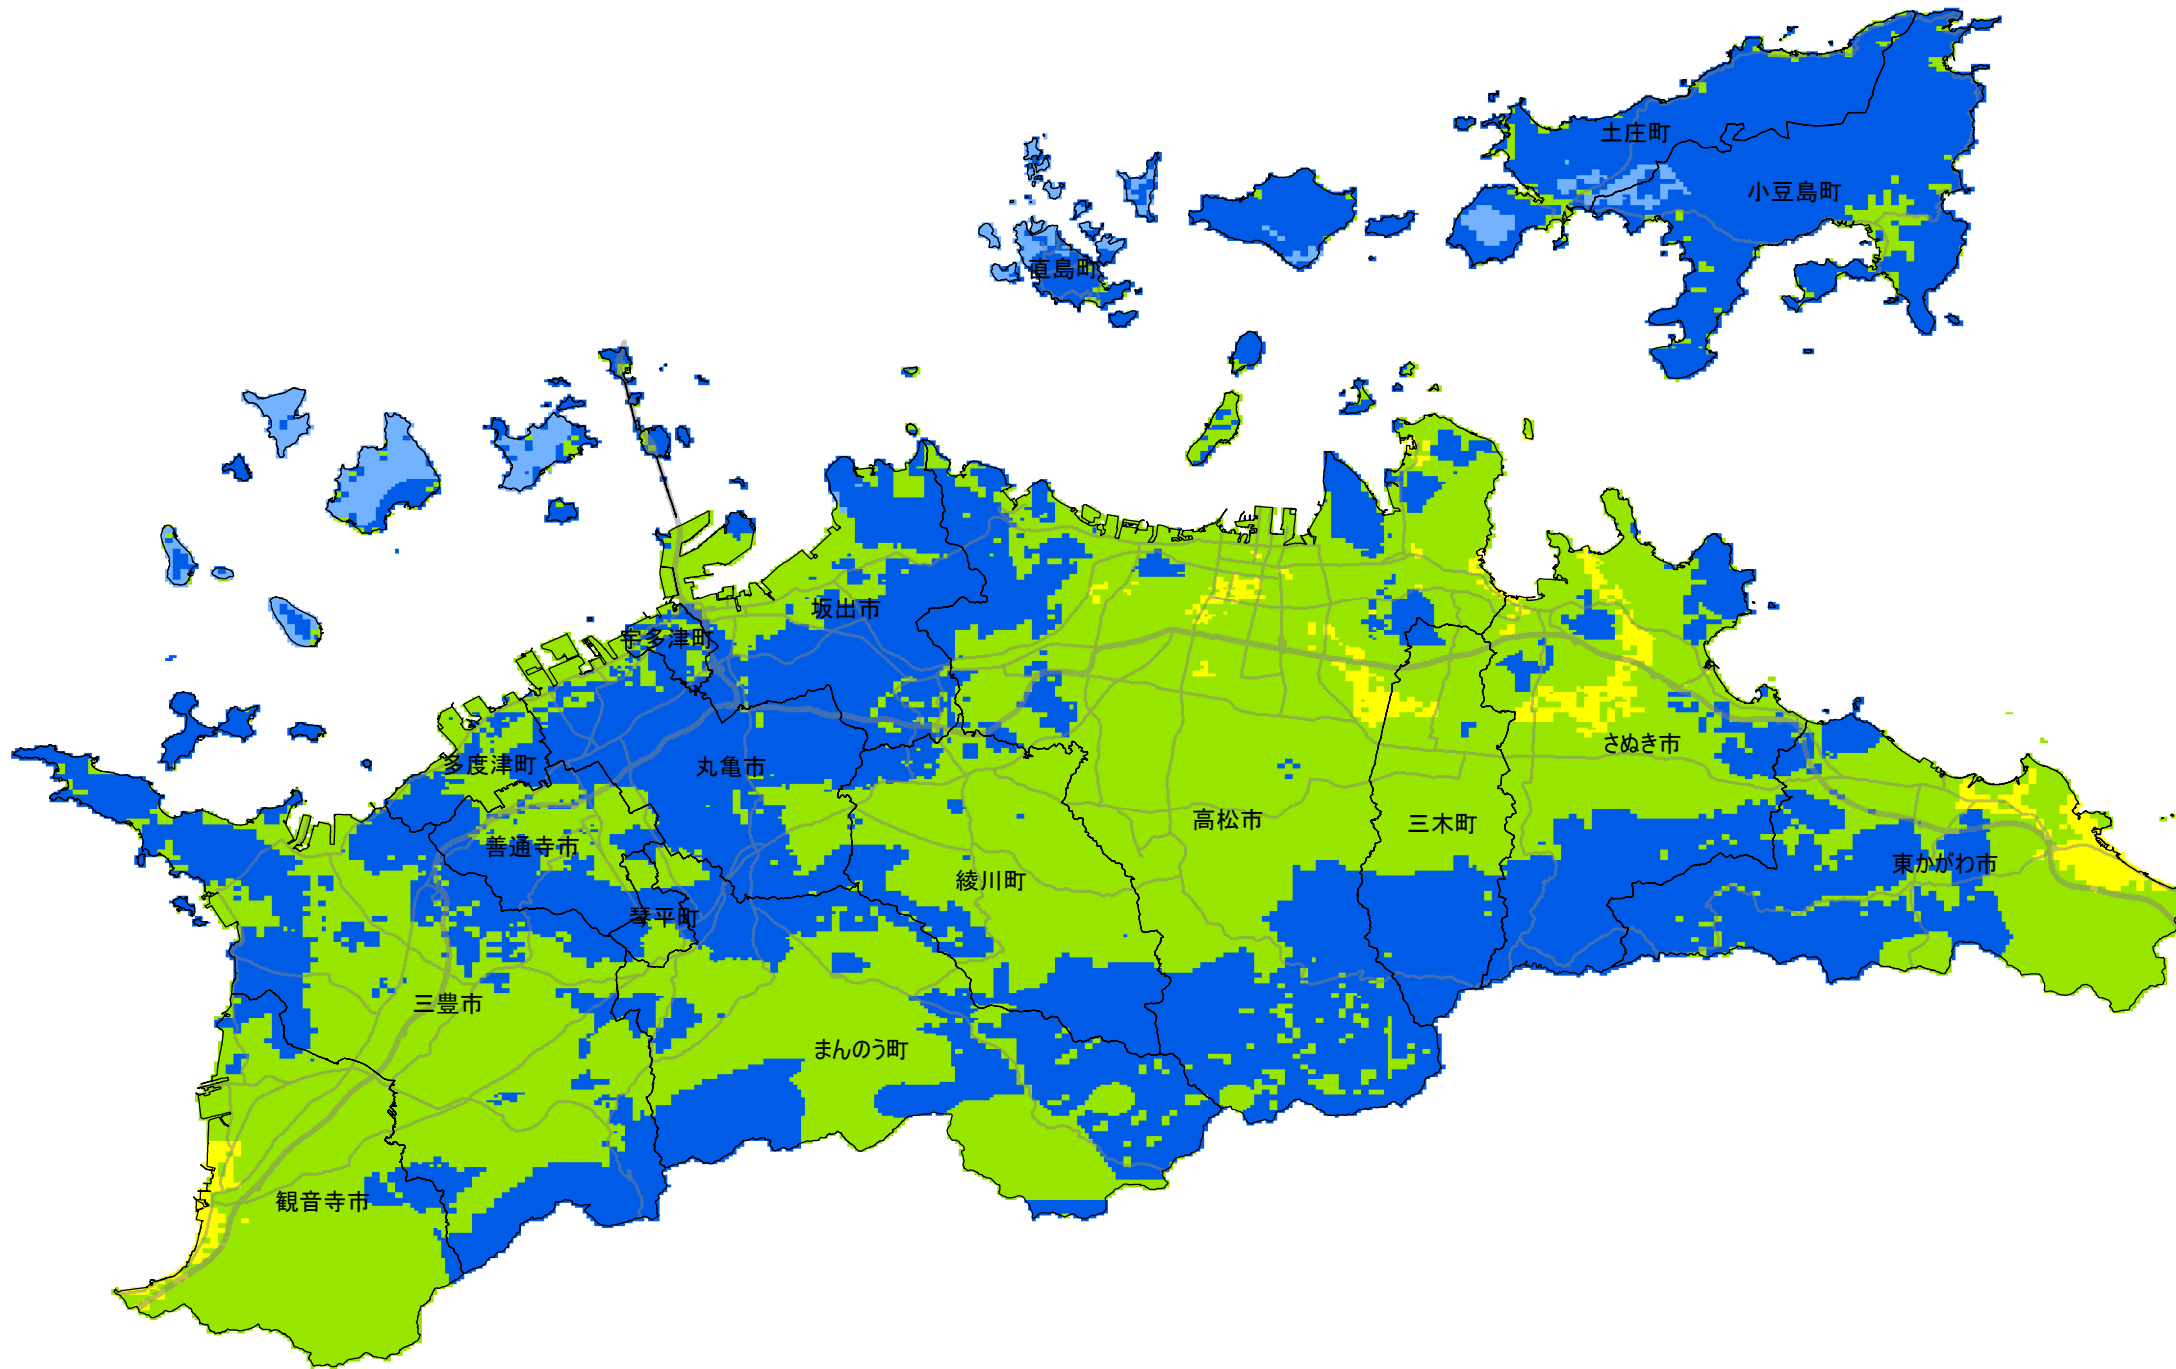 土庄町
小豆島町
直島町
坂出市
宇多津町
さぬき市
多度津町
丸亀市
高松市
三木町
善通寺市
東かがわ市
綾川町
琴平町
三豊市
まんのう町
観音寺市